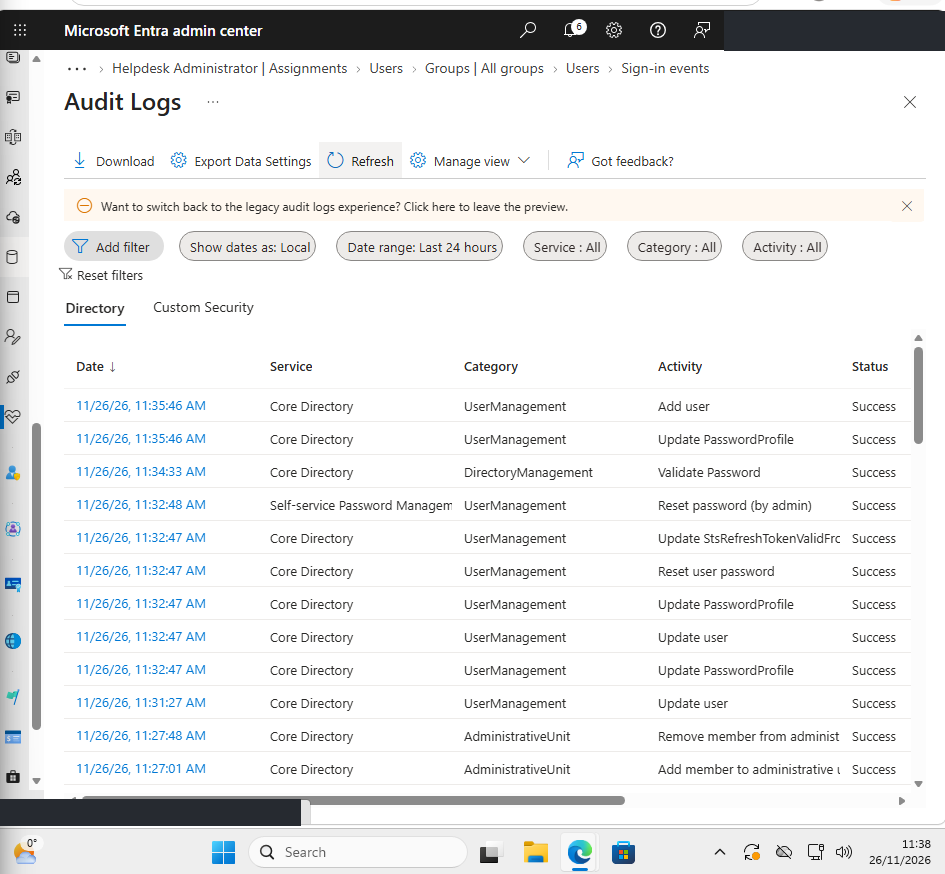 Microsoft Entra admin center
6
... > Helpdesk Administrator | Assignments > Users > Groups | All groups > Users > Sign-in events
Audit Logs ...
Download Export Data Settings Refresh Manage view Got feedback?
Want to switch back to the legacy audit logs experience? Click here to leave the preview.
Add filter Show dates as: Local Date range: Last 24 hours Service : All Category : All Activity : All
Reset filters
Directory Custom Security
Date ↓ Service Category Activity Status
11/26/26, 11:35:46 AM Core Directory UserManagement Add user Success
11/26/26, 11:35:46 AM Core Directory UserManagement Update PasswordProfile Success
11/26/26, 11:34:33 AM Core Directory DirectoryManagement Validate Password Success
11/26/26, 11:32:48 AM Self-service Password Managem UserManagement Reset password (by admin) Success
11/26/26, 11:32:47 AM Core Directory UserManagement Update StsRefreshTokenValidFrc Success
11/26/26, 11:32:47 AM Core Directory UserManagement Reset user password Success
11/26/26, 11:32:47 AM Core Directory UserManagement Update PasswordProfile Success
11/26/26, 11:32:47 AM Core Directory UserManagement Update user Success
11/26/26, 11:32:47 AM Core Directory UserManagement Update PasswordProfile Success
11/26/26, 11:31:27 AM Core Directory UserManagement Update user Success
11/26/26, 11:27:48 AM Core Directory AdministrativeUnit Remove member from administ Success
11/26/26, 11:27:01 AM Core Directory AdministrativeUnit Add member to administrative Success
0° Search 11:38
26/11/2026